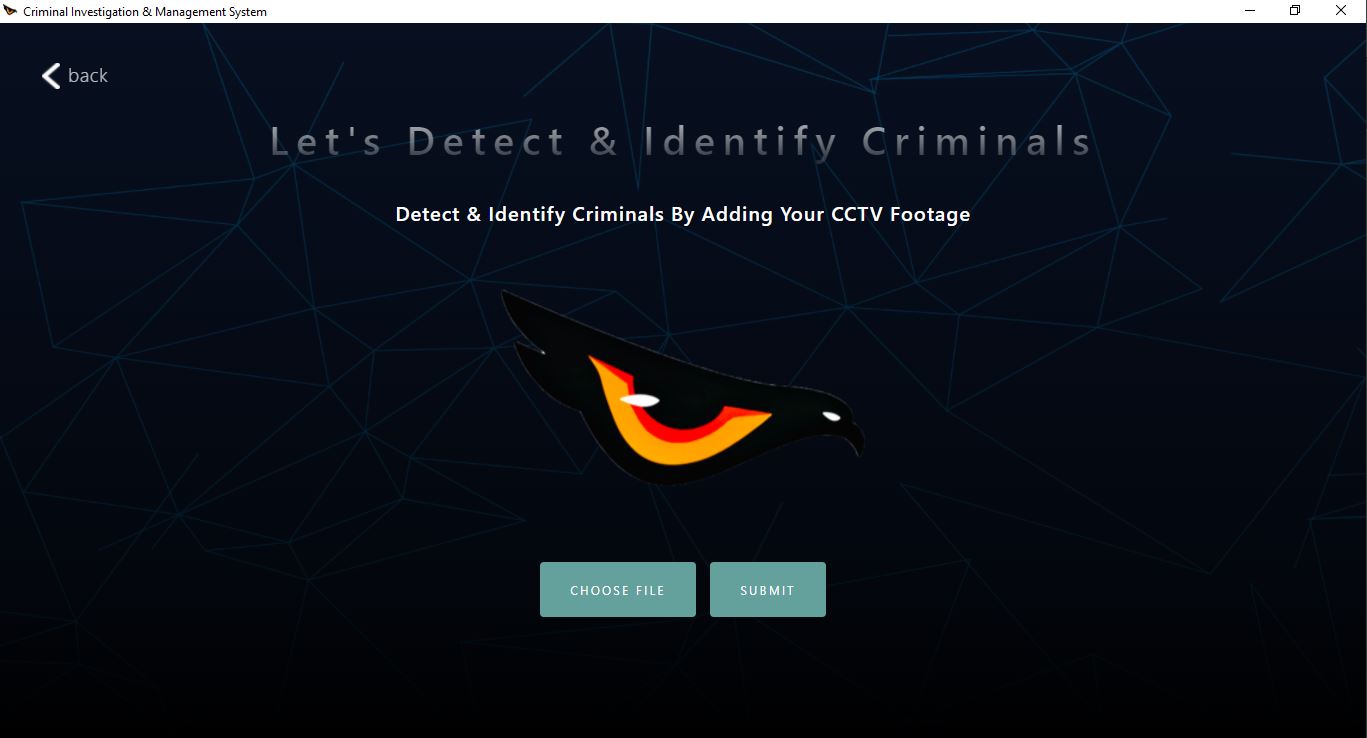 Criminal Investigation & Management System
back
Let's Detect & Identify Criminals
Detect & Identify Criminals By Adding Your CCTV Footage
CHOOSE FILE
SUBMIT